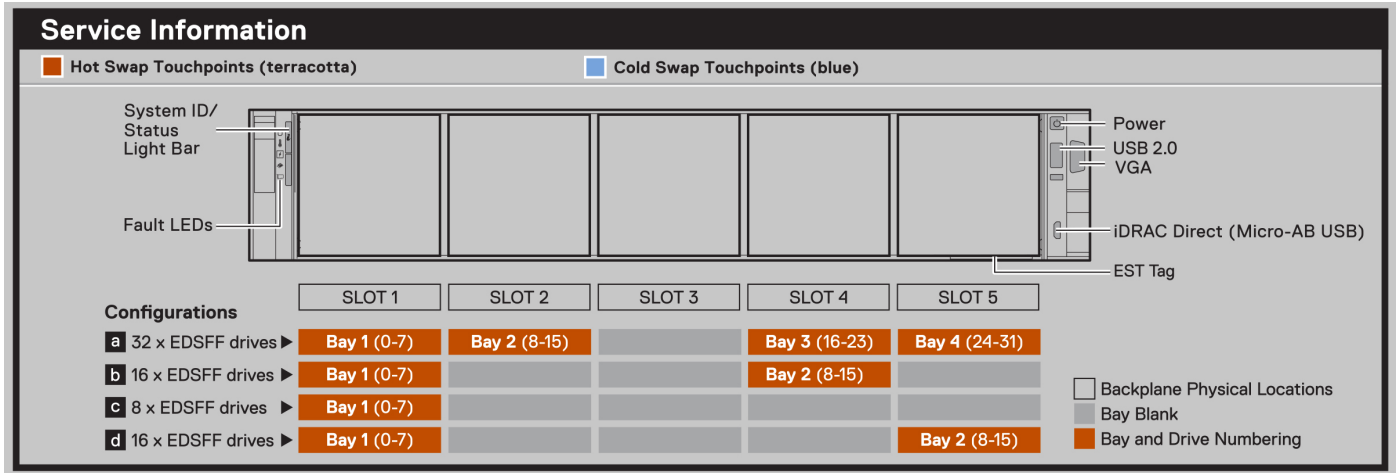 Service Information
Hot Swap Touchpoints (terracotta)
Cold Swap Touchpoints (blue)
System ID/
Status
Light Bar
Fault LEDs
Power
USB 2.0
VGA
iDRAC Direct (Micro-AB USB)
EST Tag
SLOT 1
SLOT 2
SLOT 3
SLOT 4
SLOT 5
Configurations
a 32 x EDSFF drives ▶ Bay 1 (0-7) Bay 2 (8-15) Bay 3 (16-23) Bay 4 (24-31)
b 16 x EDSFF drives ▶ Bay 1 (0-7) Bay 2 (8-15)
c 8 x EDSFF drives ▶ Bay 1 (0-7)
d 16 x EDSFF drives ▶ Bay 1 (0-7) Bay 2 (8-15)
Backplane Physical Locations
Bay Blank
Bay and Drive Numbering